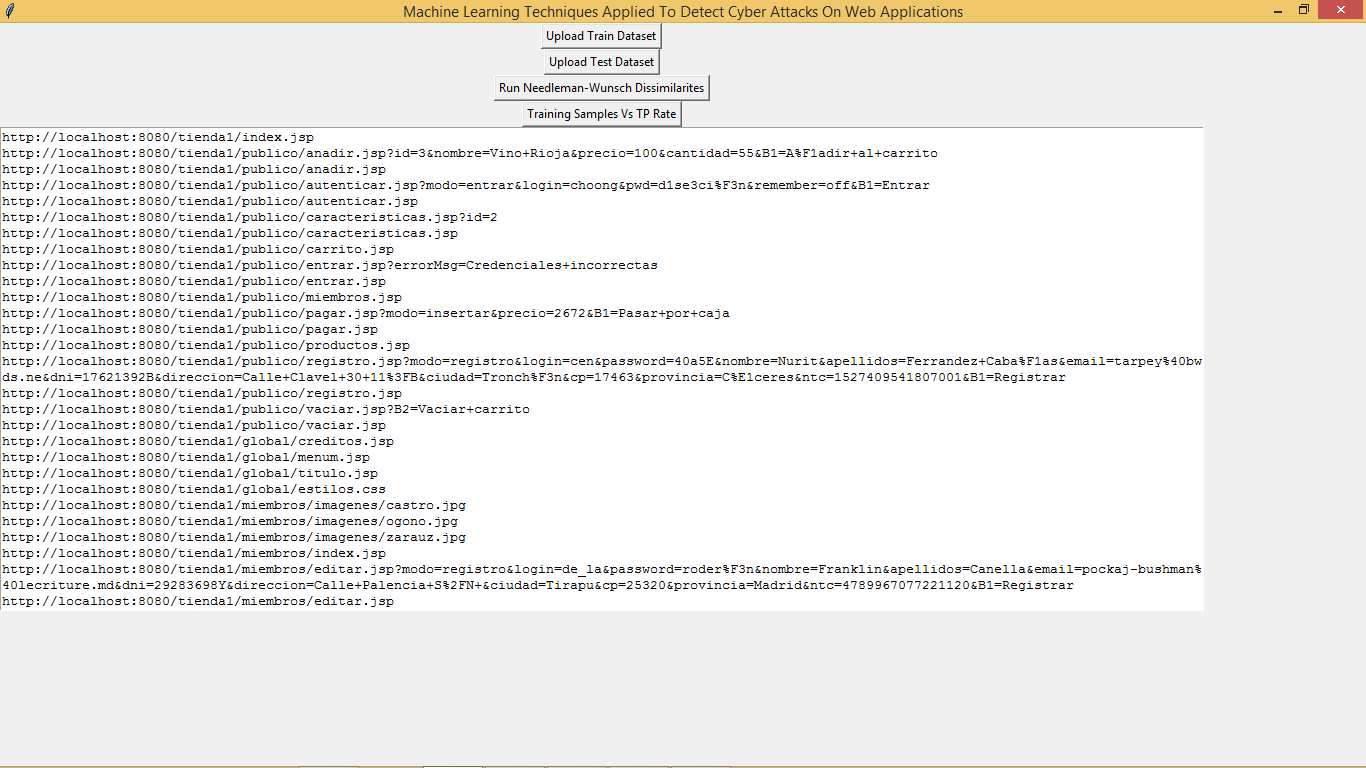 Machine Learning Techniques Applied To Detect Cyber Attacks On Web Applications
Upload Train Dataset
Upload Test Dataset
Run Needleman-Wunsch Dissimilarites
Training Samples Vs TP Rate
http://localhost:8080/tienda1/index.jsp
http://localhost:8080/tienda1/publico/anadir.jsp?id=3&nombre=Vino+Rioja&precio=100&cantidad=55&B1=A%F1adir+al+carrito
http://localhost:8080/tienda1/publico/anadir.jsp
http://localhost:8080/tienda1/publico/autenticar.jsp?modo=entrar&login=choong&pwd=d1se3ci%F3n&remember=off&B1=Entrar
http://localhost:8080/tienda1/publico/autenticar.jsp
http://localhost:8080/tienda1/publico/caracteristicas.jsp?id=2
http://localhost:8080/tienda1/publico/caracteristicas.jsp
http://localhost:8080/tienda1/publico/carrito.jsp
http://localhost:8080/tienda1/publico/entrar.jsp?errorMsg=Credenciales+incorrectas
http://localhost:8080/tienda1/publico/entrar.jsp
http://localhost:8080/tienda1/publico/miembros.jsp
http://localhost:8080/tienda1/publico/pagar.jsp?modo=insertar&precio=2672&B1=Pasar+por+caja
http://localhost:8080/tienda1/publico/pagar.jsp
http://localhost:8080/tienda1/publico/productos.jsp
http://localhost:8080/tienda1/publico/registro.jsp?modo=registro&login=cen&password=40a5E&nombre=Nurit&apellidos=Ferrandez+Caba%F1as&email=tarpey%40bw
ds.ne&dni=17621392B&direccion=Calle+Clavel+30+11%3FB&ciudad=Tronch%F3n&cp=17463&provincia=C%E1ceres&ntc=1527409541807001&B1=Registrar
http://localhost:8080/tienda1/publico/registro.jsp
http://localhost:8080/tienda1/publico/vaciar.jsp?B2=Vaciar+carrito
http://localhost:8080/tienda1/publico/vaciar.jsp
http://localhost:8080/tienda1/global/creditos.jsp
http://localhost:8080/tienda1/global/menum.jsp
http://localhost:8080/tienda1/global/titulo.jsp
http://localhost:8080/tienda1/global/estilos.css
http://localhost:8080/tienda1/miembros/imagenes/castro.jpg
http://localhost:8080/tienda1/miembros/imagenes/ogono.jpg
http://localhost:8080/tienda1/miembros/imagenes/zarauz.jpg
http://localhost:8080/tienda1/miembros/index.jsp
http://localhost:8080/tienda1/miembros/editar.jsp?modo=registro&login=de_la&password=roder%F3n&nombre=Franklin&apellidos=Canella&email=pockaj-bushman%
40lecriture.md&dni=29283698Y&direccion=Calle+Palencia+S%2FN+&ciudad=Tirapu&cp=25320&provincia=Madrid&ntc=4789967077221120&B1=Registrar
http://localhost:8080/tienda1/miembros/editar.jsp